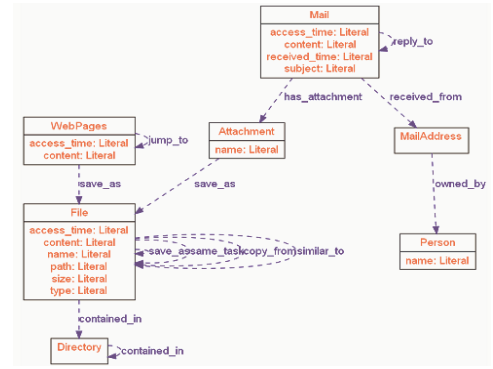 Mail
access_time: Literal
content: Literal
received_time: Literal
subject: Literal
reply_to
has_attachment
received_from
WebPages
access_time: Literal
content: Literal
jump_to
Attachment
name: Literal
MailAddress
save_as
save_as
owned_by
File
access_time: Literal
content: Literal
name: Literal
path: Literal
size: Literal
type: Literal
save_as
same_task
copy_from
similar_to
Person
name: Literal
contained_in
Directory
contained_in